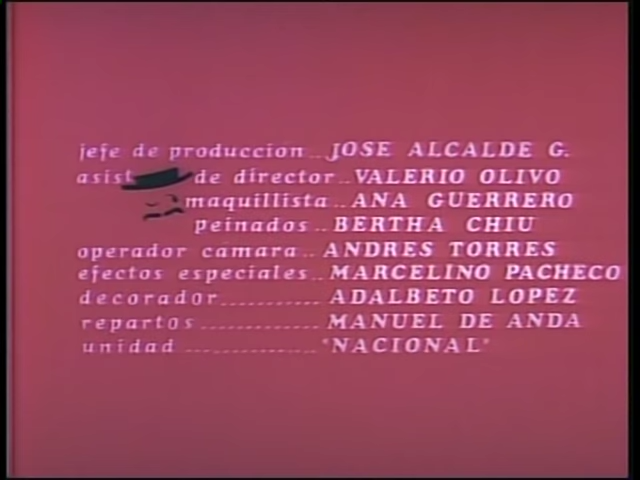 jefe de produccion.. JOSE ALCALDE G.
asist de director.. VALERIO OLIVO
maquillista.. ANA GUERRERO
peinados.. BERTHA CHIU
operador camara.. ANDRES TORRES
efectos especiales.. MARCELINO PACHECO
decorador............ ADALBETO LOPEZ
repartos .............. MANUEL DE ANDA
unidad ................ "NACIONAL"